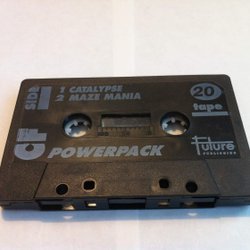 SIDE 1
1 CATALYPSE
2 MAZE MANIA
20
tape
CF
POWERPACK
future
PUBLISHING